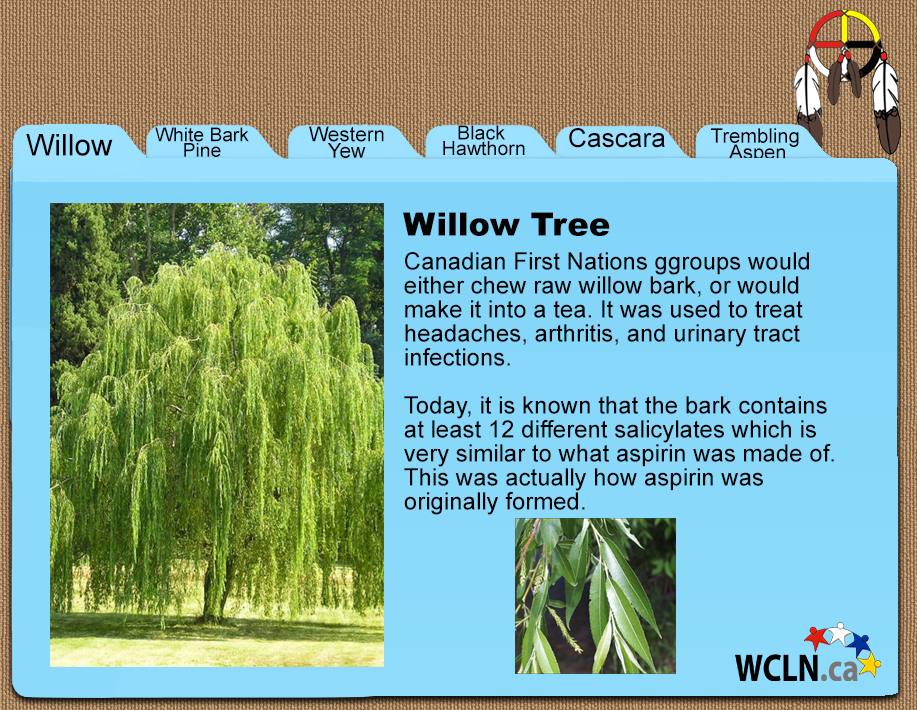 Willow
White Bark
Pine
Western
Yew
Black
Hawthorn
Cascara
Trembling
Aspen
Willow Tree
Canadian First Nations ggroups would
either chew raw willow bark, or would
make it into a tea. It was used to treat
headaches, arthritis, and urinary tract
infections.
Today, it is known that the bark contains
at least 12 different salicylates which is
very similar to what aspirin was made of.
This was actually how aspirin was
originally formed.
WCLN.ca